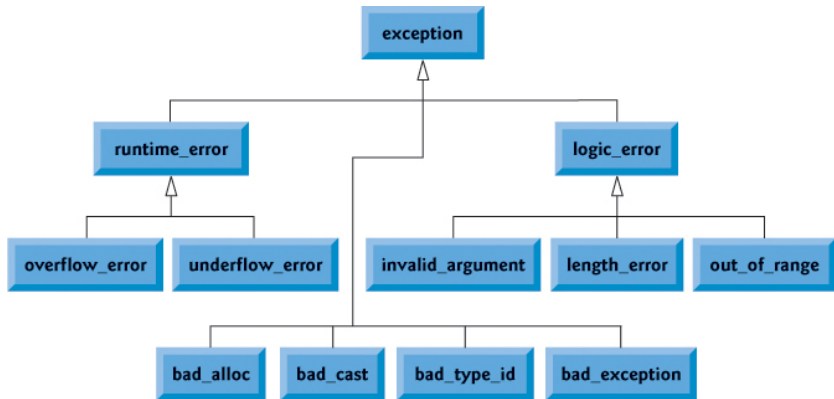 exception
runtime_error
logic_error
overflow_error
underflow_error
invalid_argument
length_error
out_of_range
bad_alloc
bad_cast
bad_type_id
bad_exception